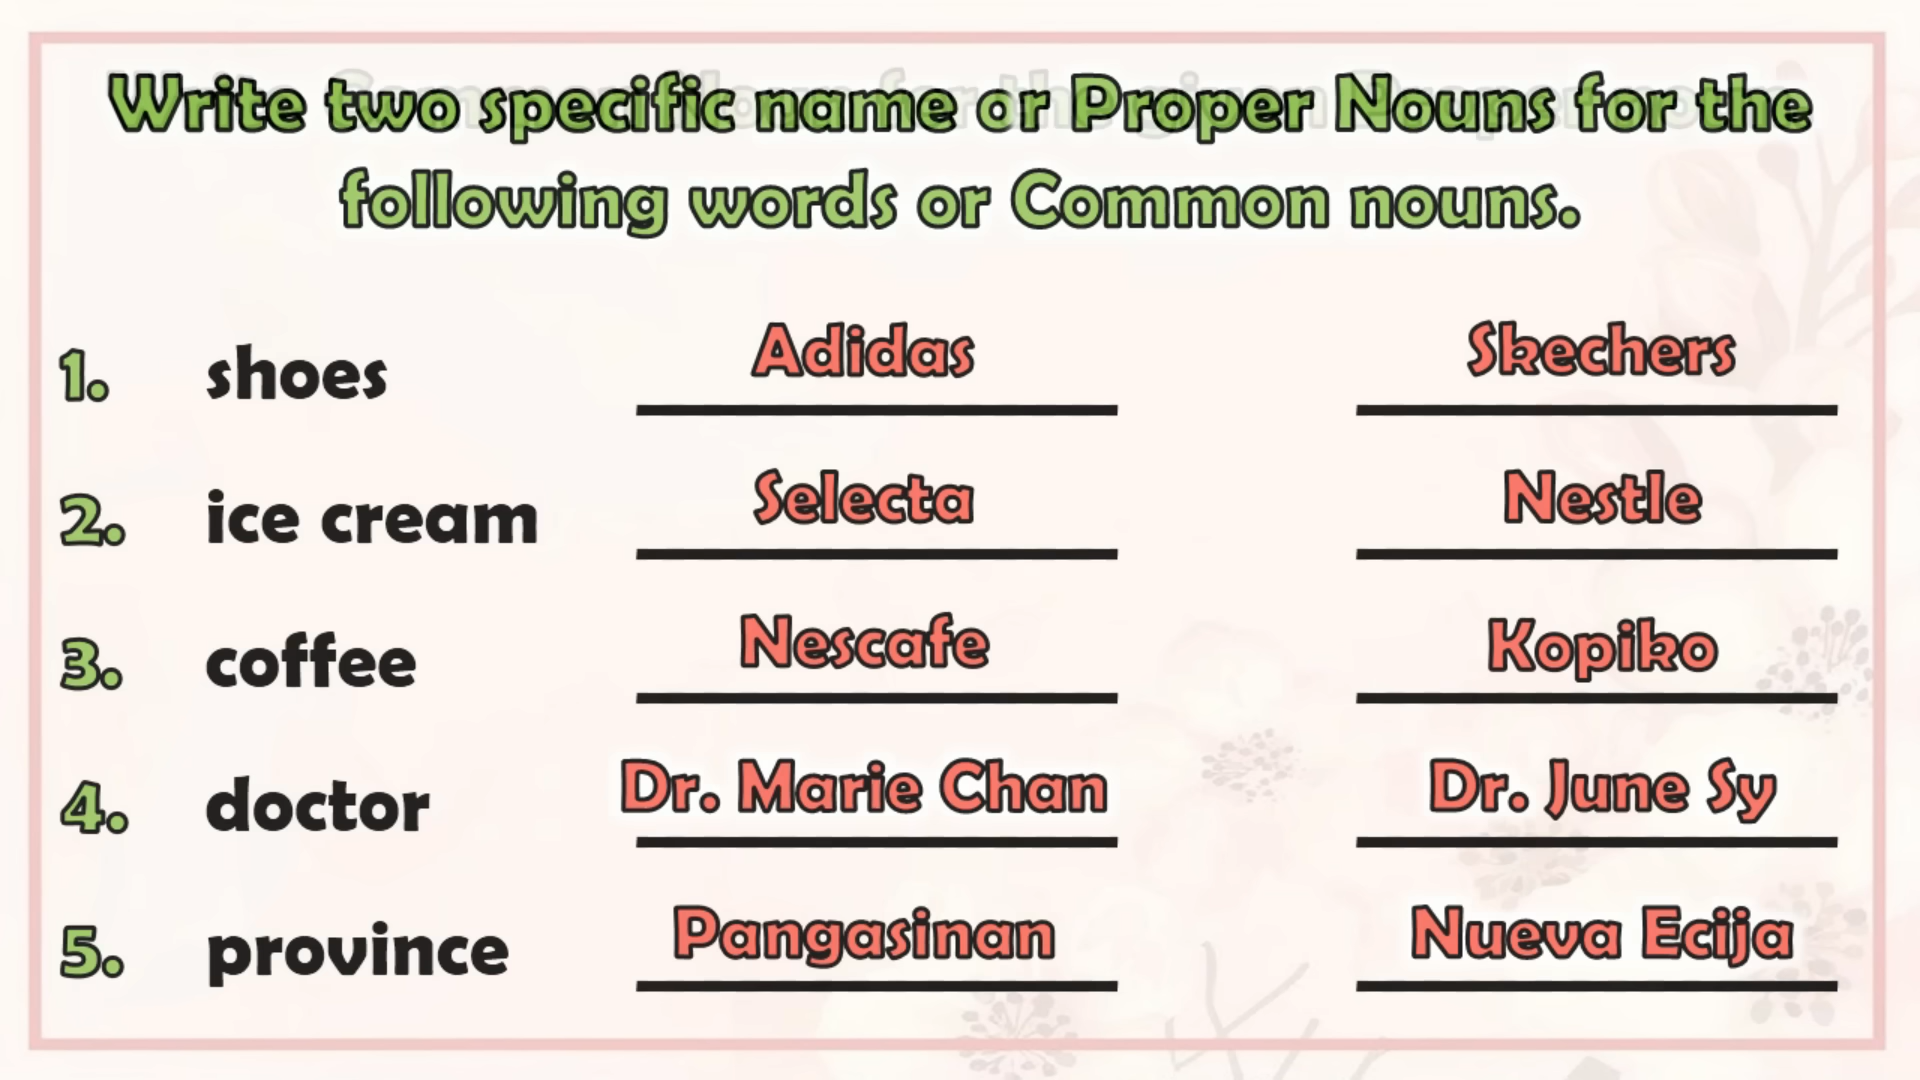 Write two specific name or Proper Nouns for the
following words or Common nouns.
1. shoes Adidas Skechers
2. ice cream Selecta Nestle
3. coffee Nescafe Kopiko
4. doctor Dr. Marie Chan Dr. June Sy
5. province Pangasinan Nueva Ecija